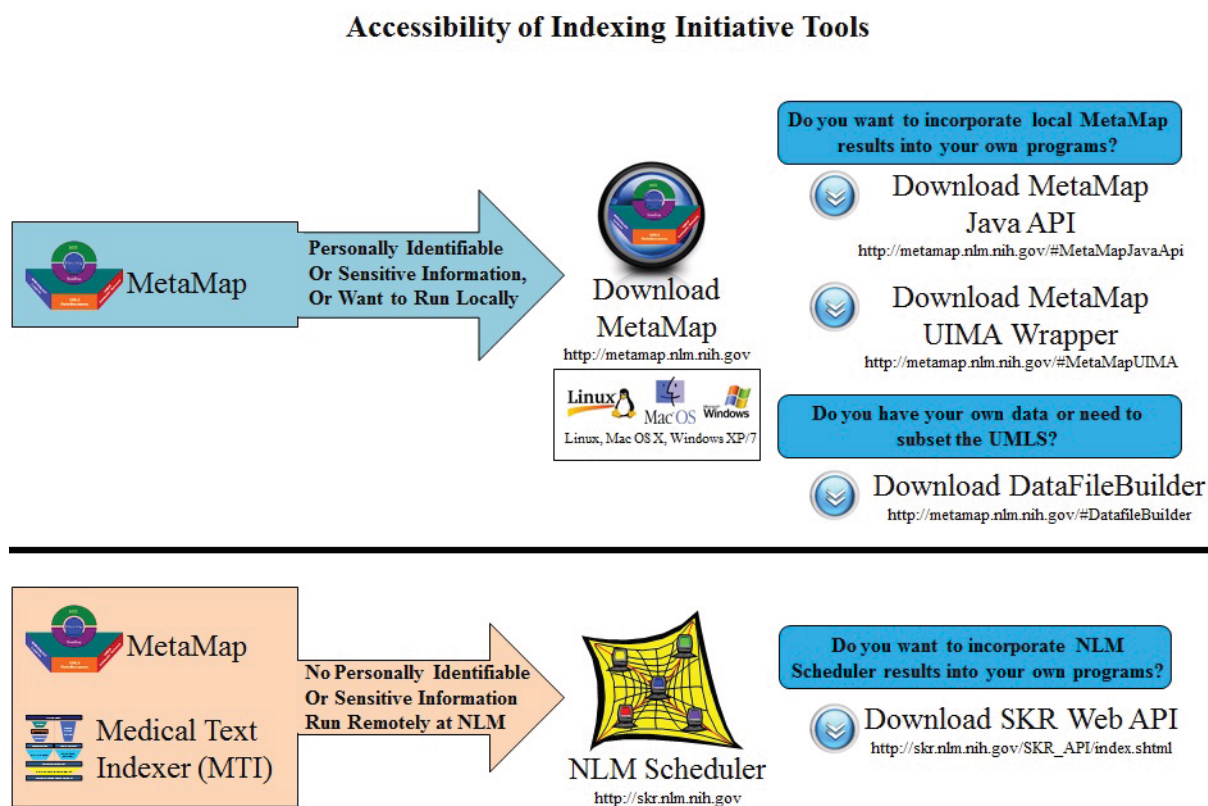 Accessibility of Indexing Initiative Tools
MetaMap
Personally Identifiable
Or Sensitive Information,
Or Want to Run Locally
Download
MetaMap
http://metamap.nlm.nih.gov
Linux
Mac OS
Microsoft
Windows
Linux, Mac OS X, Windows XP/7
Do you want to incorporate local MetaMap
results into your own programs?
Download MetaMap
Java API
http://metamap.nlm.nih.gov/#MetaMapJavaApi
Download MetaMap
UIMA Wrapper
http://metamap.nlm.nih.gov/#MetaMapUIMA
Do you have your own data or need to
subset the UMLS?
Download DataFileBuilder
http://metamap.nlm.nih.gov/#DatafileBuilder
MetaMap
Medical Text
Indexer (MTI)
No Personally Identifiable
Or Sensitive Information
Run Remotely at NLM
NLM Scheduler
http://skr.nlm.nih.gov
Do you want to incorporate NLM
Scheduler results into your own programs?
Download SKR Web API
http://skr.nlm.nih.gov/SKR_API/index.shtml